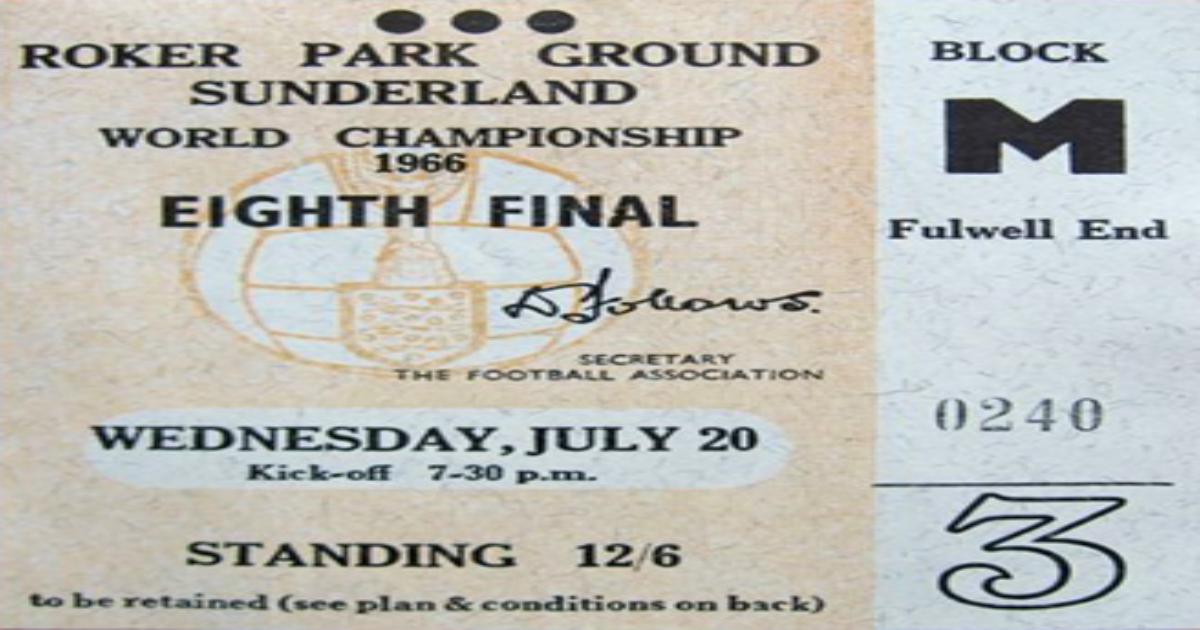 ROKER PARK GROUND
SUNDERLAND
WORLD CHAMPIONSHIP
1966
EIGHTH FINAL
D Follows.
SECRETARY
THE FOOTBALL ASSOCIATION
WEDNESDAY, JULY 20
Kick-off 7-30 p.m.
STANDING 12/6
to be retained (see plan & conditions on back)
BLOCK
M
Fulwell End
0240
3